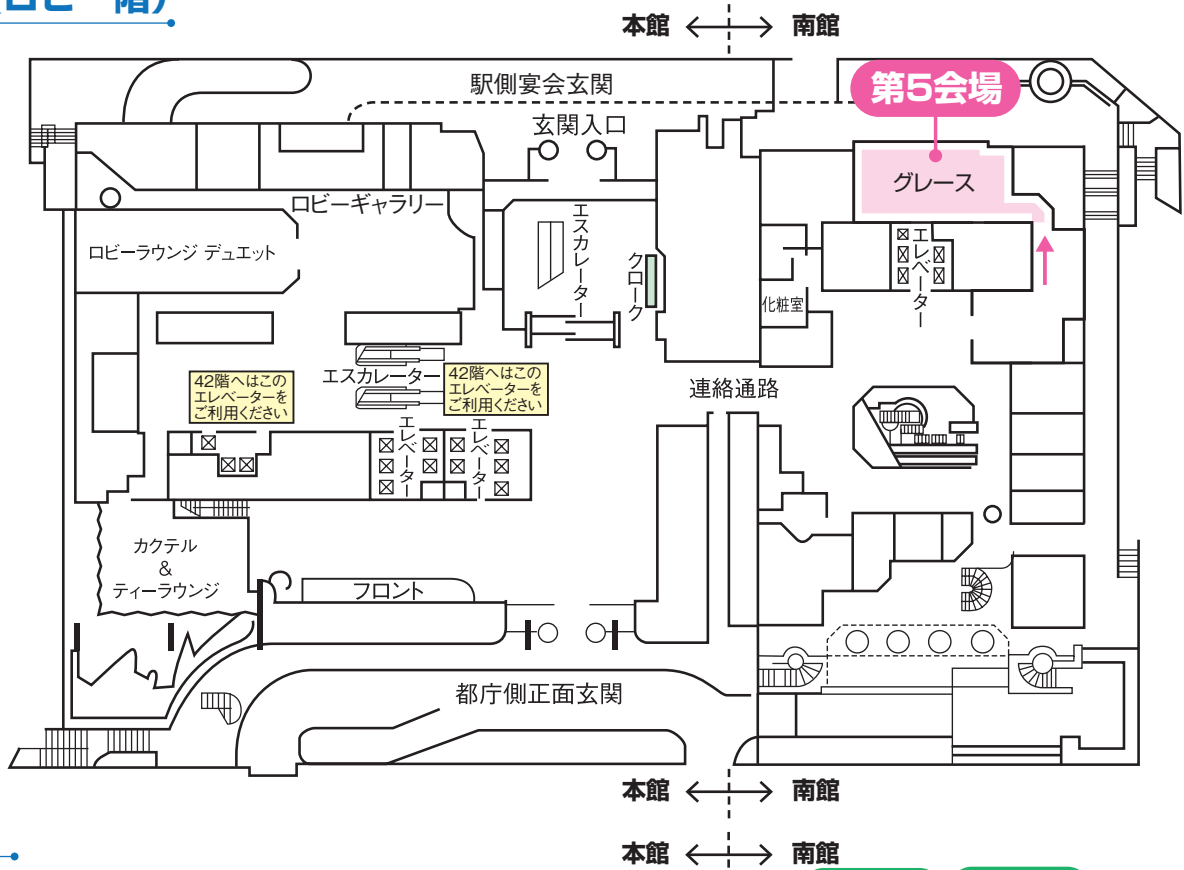 ロビー階）
本館 南館
駅側宴会玄関
第5会場
玄関入口
グレース
ロビーギャラリー
エスカレーター
エレベーター
ロビーラウンジ デュエット
クローク
化粧室
エスカレーター
連絡通路
42階へはこの
エレベーターを
ご利用ください
42階へはこの
エレベーターを
ご利用ください
エレベーター
エレベーター
カクテル
&
ティーラウンジ
フロント
都庁側正面玄関
本館 南館
本館 南館